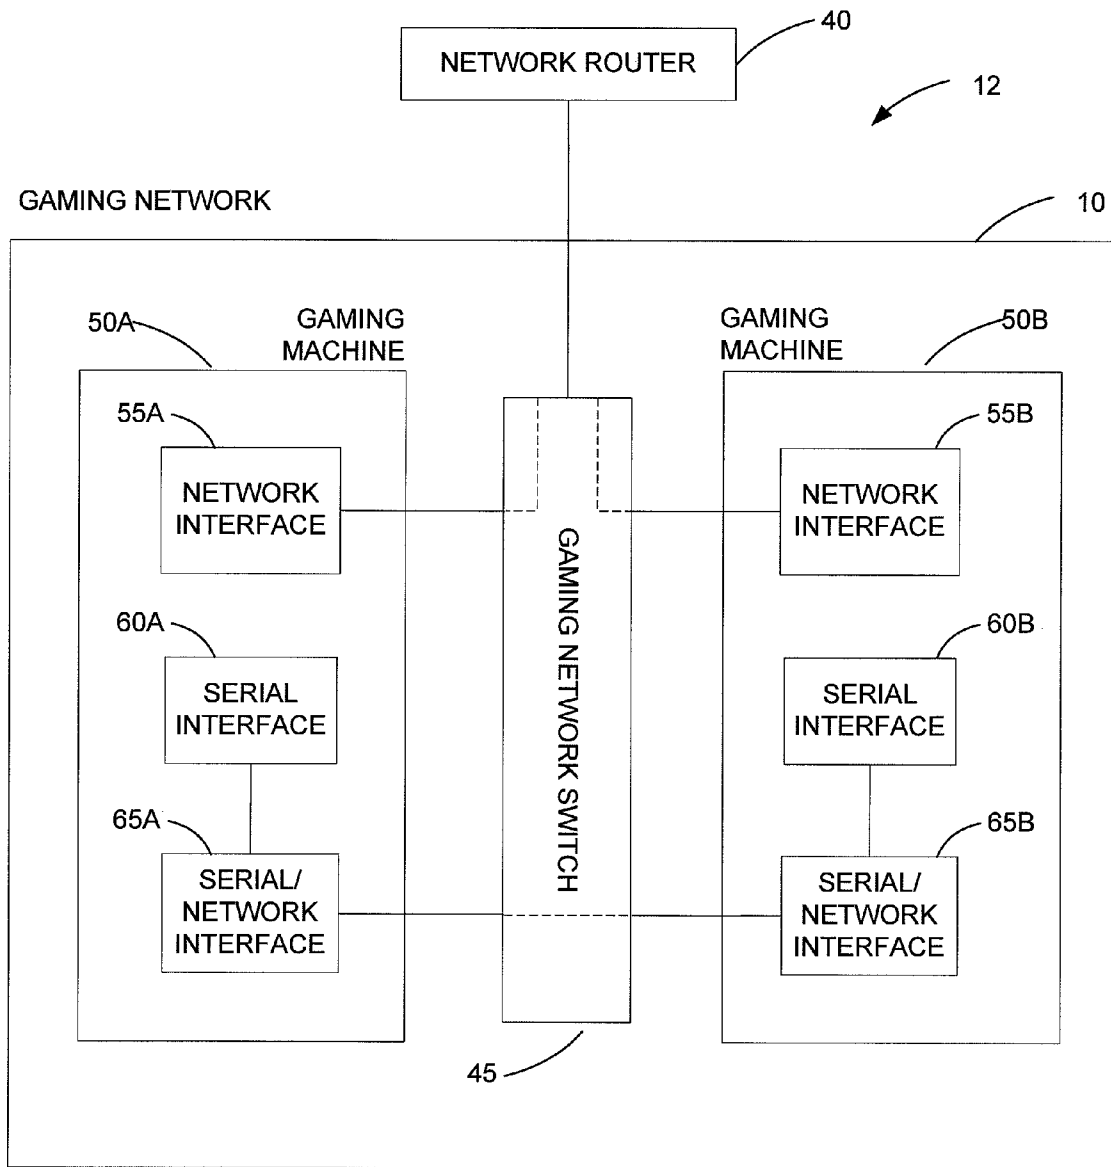 40
NETWORK ROUTER
12
GAMING NETWORK
10
50A
GAMING
MACHINE
GAMING
MACHINE
50B
55A
55B
NETWORK
INTERFACE
NETWORK
INTERFACE
GAMING NETWORK SWITCH
60A
60B
SERIAL
INTERFACE
SERIAL
INTERFACE
65A
65B
SERIAL/
NETWORK
INTERFACE
SERIAL/
NETWORK
INTERFACE
45